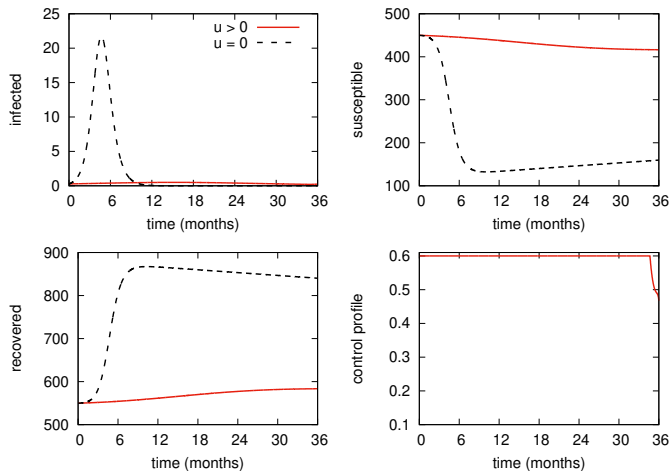 25
20
15
10
5
0
0 6 12 18 24 30 36
infected
time (months)
u > 0
u = 0
500
400
300
200
100
0 6 12 18 24 30 36
susceptible
time (months)
900
800
700
600
500
0 6 12 18 24 30 36
recovered
time (months)
0.6
0.5
0.4
0.3
0.2
0.1
0 6 12 18 24 30 36
control profile
time (months)